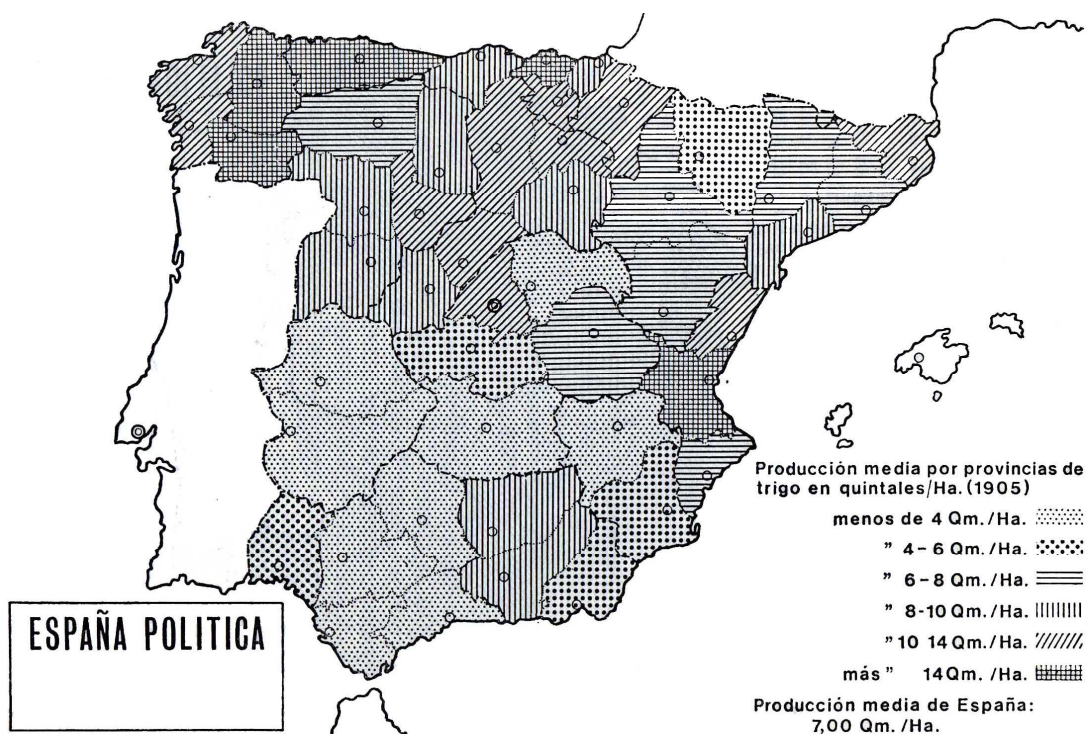 Producción media por provincias de
trigo en quintales/Ha. (1905)
menos de 4 Qm./Ha.
" 4-6 Qm./Ha.
" 6-8 Qm./Ha.
" 8-10 Qm./Ha.
" 10 14 Qm./Ha.
más " 14 Qm./Ha.
Producción media de España:
7,00 Qm./Ha.
ESPAÑA POLITICA